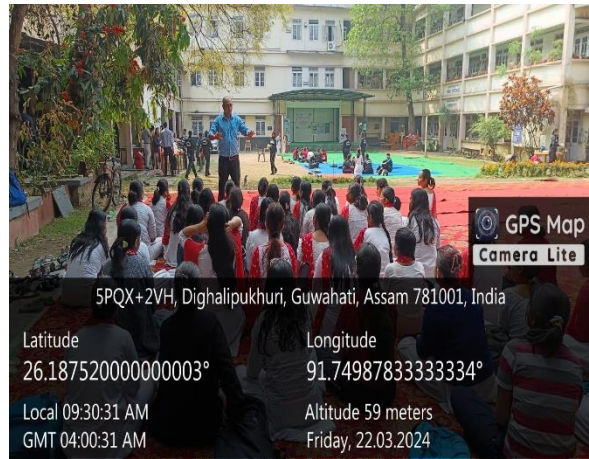 GPS Map
Camera Lite
5PQX+2VH, Dighalipukhuri, Guwahati, Assam 781001, India
Latitude
26.187520000000003°
Longitude
91.74987833333334°
Local 09:30:31 AM
GMT 04:00:31 AM
Altitude 59 meters
Friday, 22.03.2024